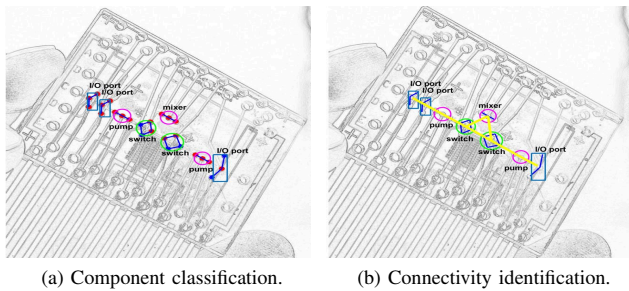 I/O port
I/O port
mixer
pump
switch
switch
I/O port
pump
I/O port
I/O port
mixer
pump
switch
switch
I/O port
pump
(a) Component classification.
(b) Connectivity identification.